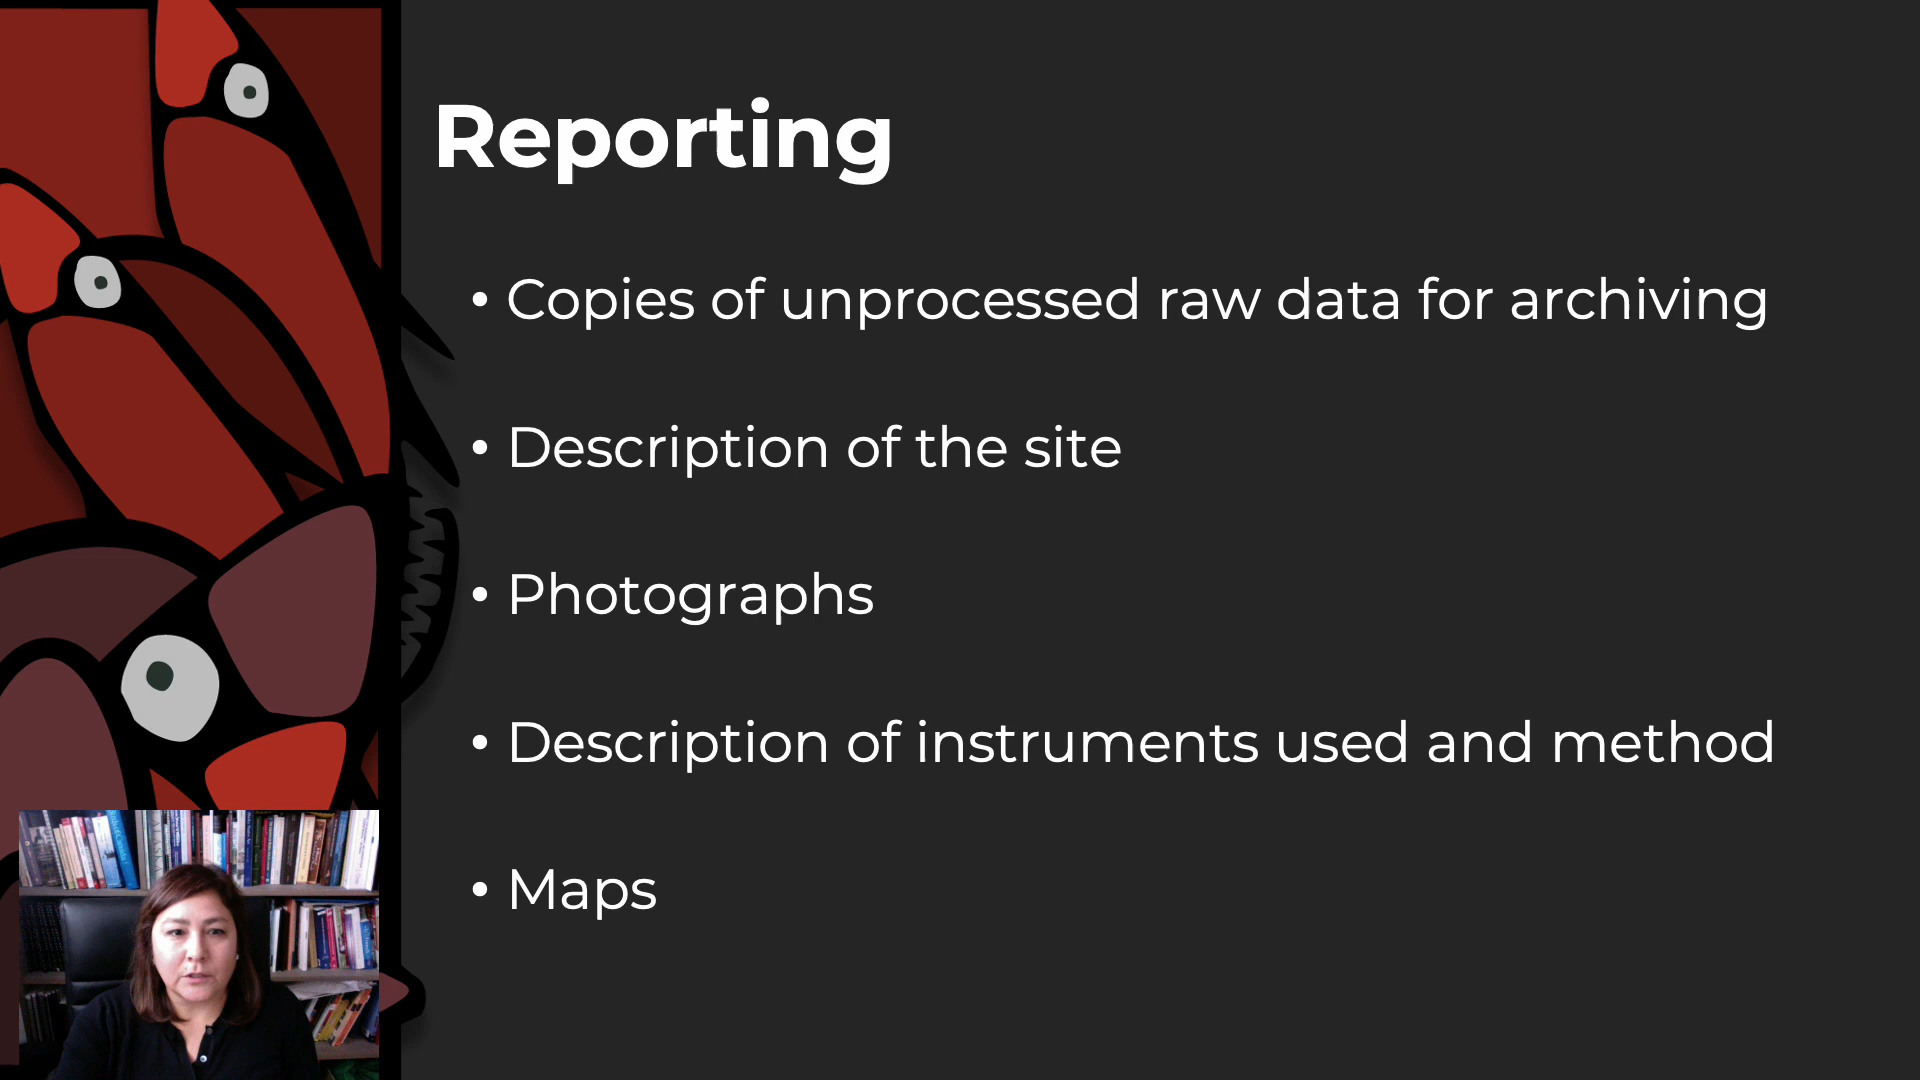 Reporting
• Copies of unprocessed raw data for archiving
• Description of the site
• Photographs
• Description of instruments used and method
• Maps